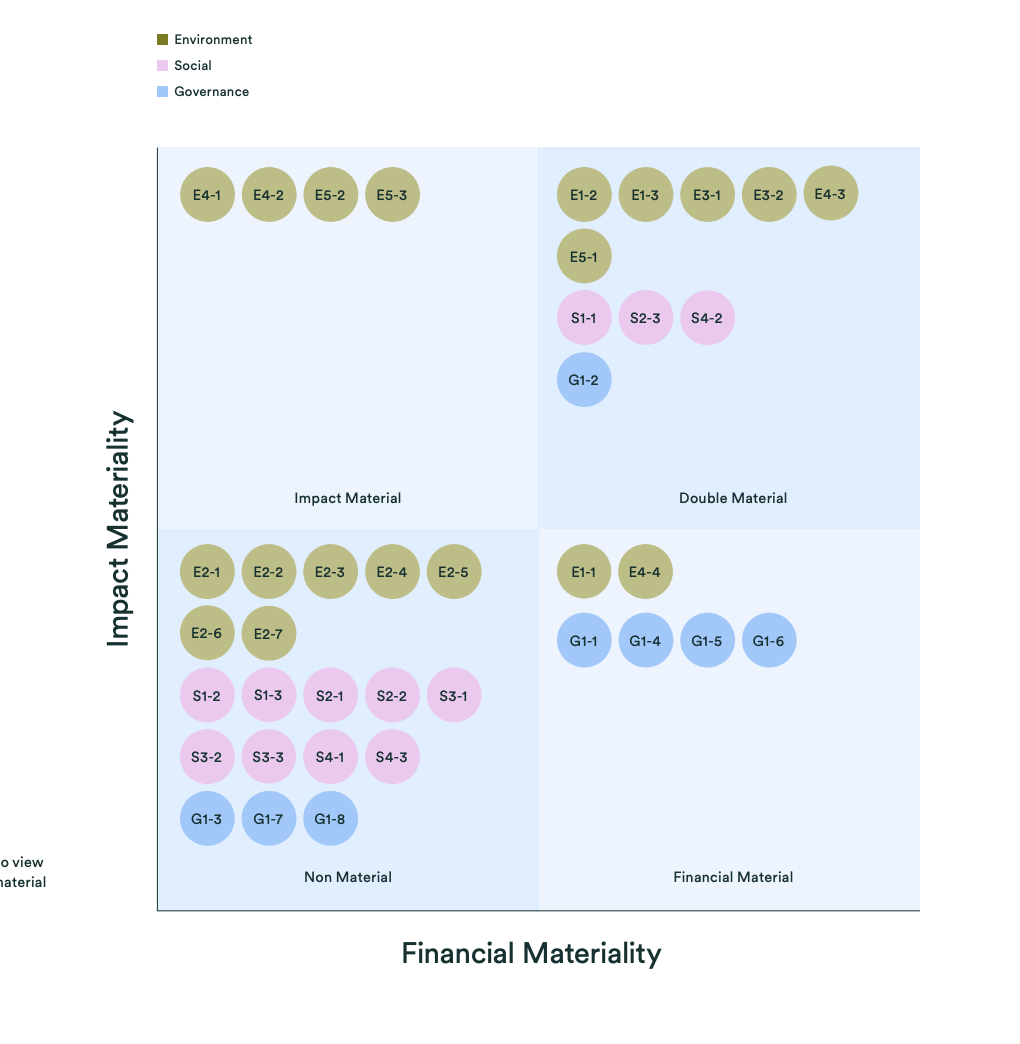 Environment
Social
Governance
E4-1 E4-2 E5-2 E5-3
E1-2 E1-3 E3-1 E3-2 E4-3
E5-1
S1-1 S2-3 S4-2
G1-2
Impact Material
Double Material
Impact Materiality
E2-1 E2-2 E2-3 E2-4 E2-5
E2-6 E2-7
S1-2 S1-3 S2-1 S2-2 S3-1
S3-2 S3-3 S4-1 S4-3
G1-3 G1-7 G1-8
Non Material
E1-1 E4-4
G1-1 G1-4 G1-5 G1-6
Financial Material
o view
naterial
Financial Materiality